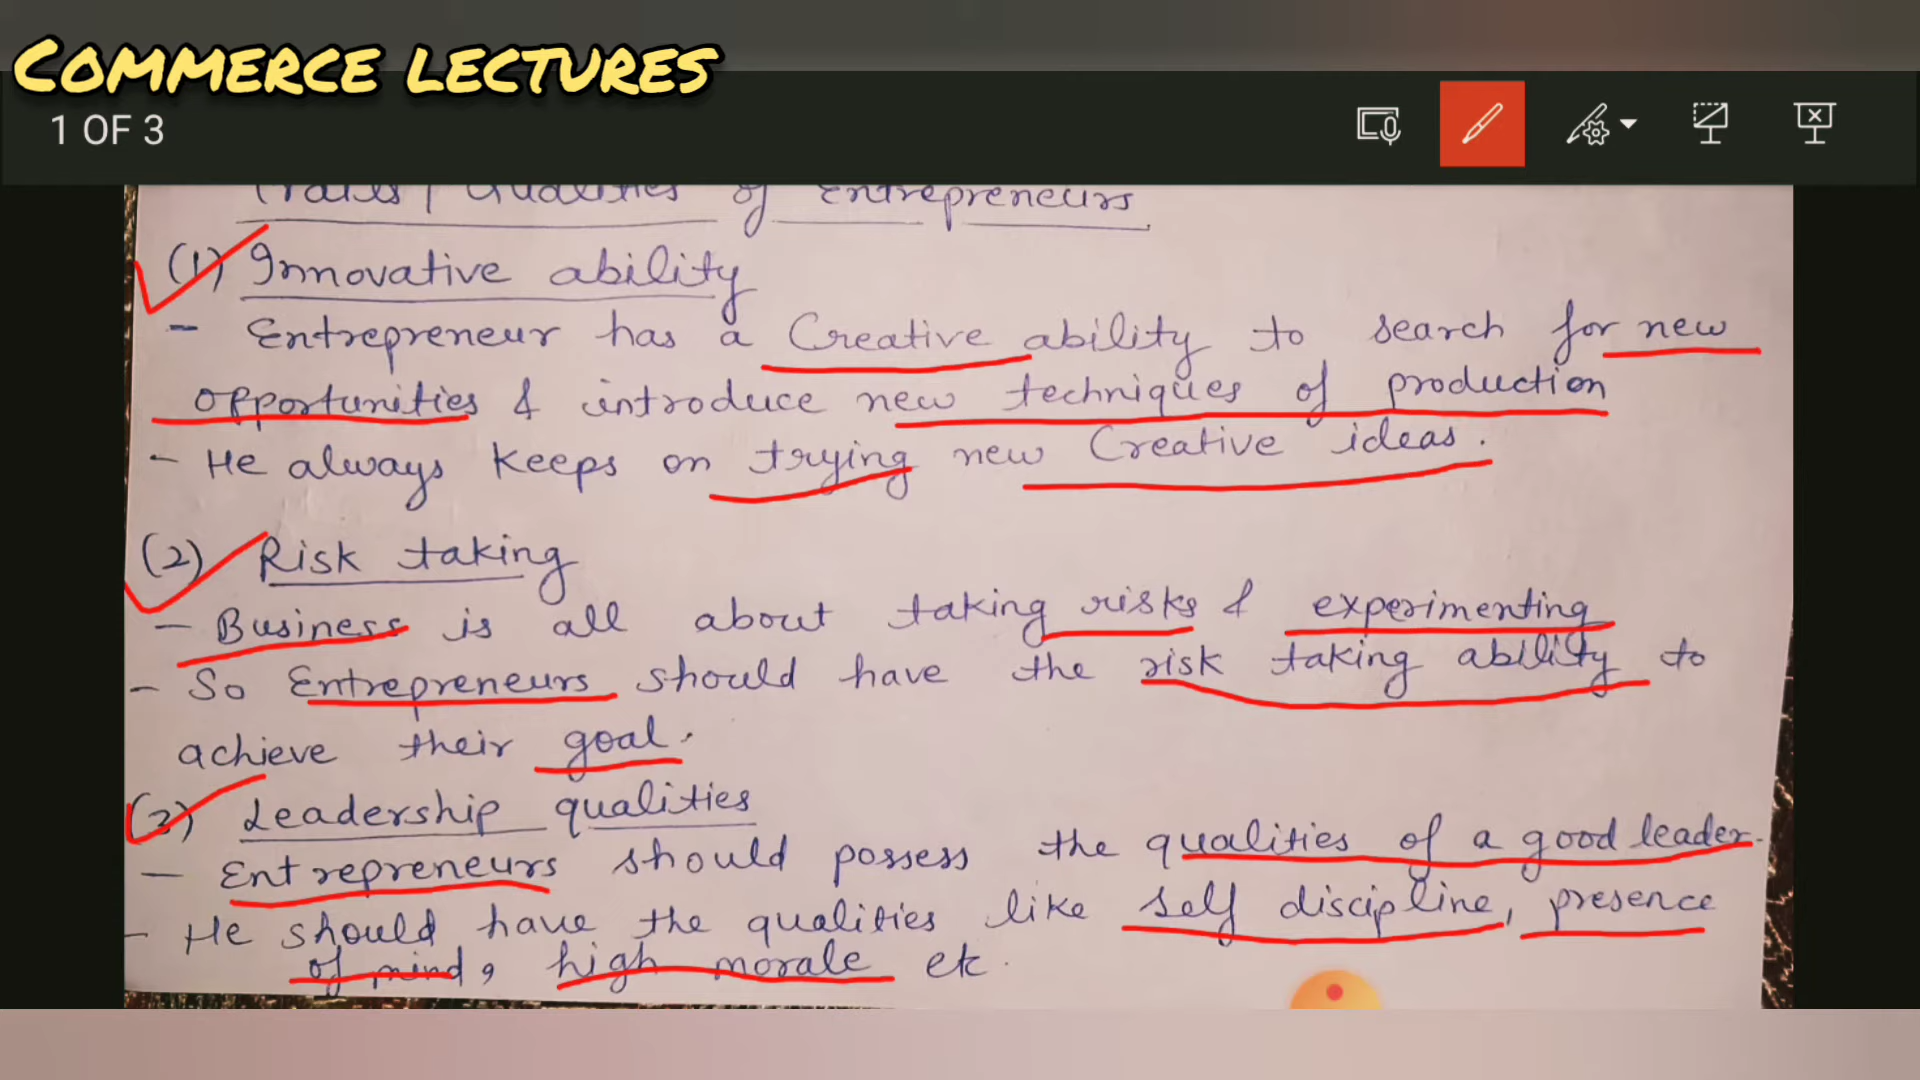 COMMERCE LECTURES
1 OF 3
Traits / Qualities of Entrepreneurs
(1) Innovative ability
- Entrepreneur has a Creative ability to search for new
opportunities & introduce new techniques of production
- He always keeps on trying new Creative ideas.
(2) Risk taking
- Business is all about taking risks & experimenting
- So Entrepreneurs should have the risk taking ability to
achieve their goal.
(3) Leadership qualities
- Entrepreneurs should possess the qualities of a good leader.
- He should have the qualities like self discipline, presence
of mind, high morale etc.